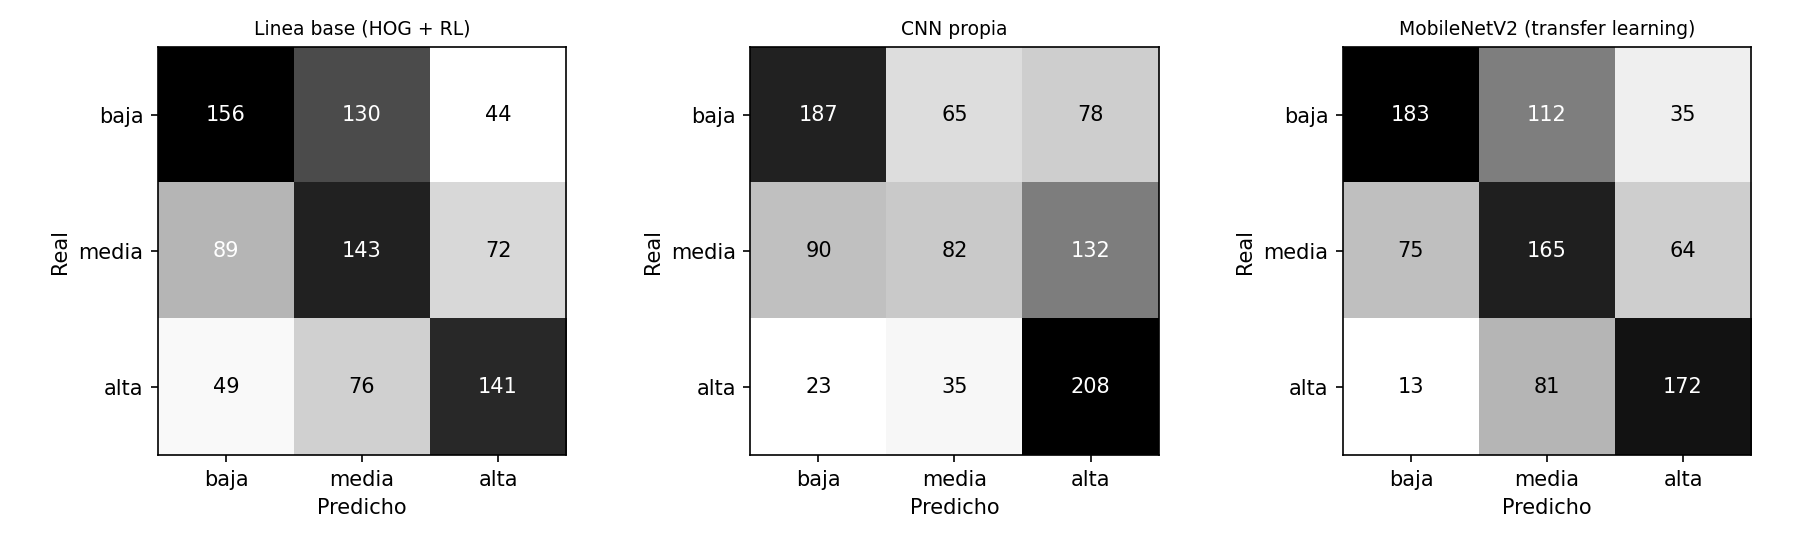 Linea base (HOG + RL)
Real
baja 156 130 44
media 89 143 72
alta 49 76 141
baja media alta
Predicho
CNN propia
Real
baja 187 65 78
media 90 82 132
alta 23 35 208
baja media alta
Predicho
MobileNetV2 (transfer learning)
Real
baja 183 112 35
media 75 165 64
alta 13 81 172
baja media alta
Predicho